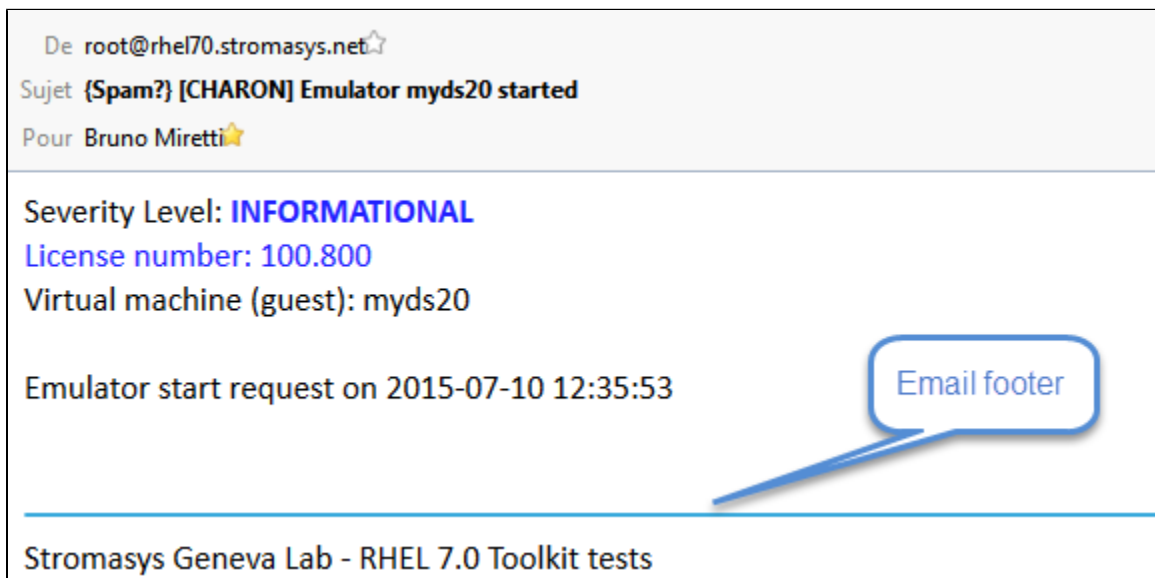 De root@rhel70.stromasys.net
Sujet {Spam?} [CHARON] Emulator myds20 started
Pour Bruno Miretti
Severity Level: INFORMATIONAL
License number: 100.800
Virtual machine (guest): myds20
Emulator start request on 2015-07-10 12:35:53
Email footer
Stromasys Geneva Lab - RHEL 7.0 Toolkit tests